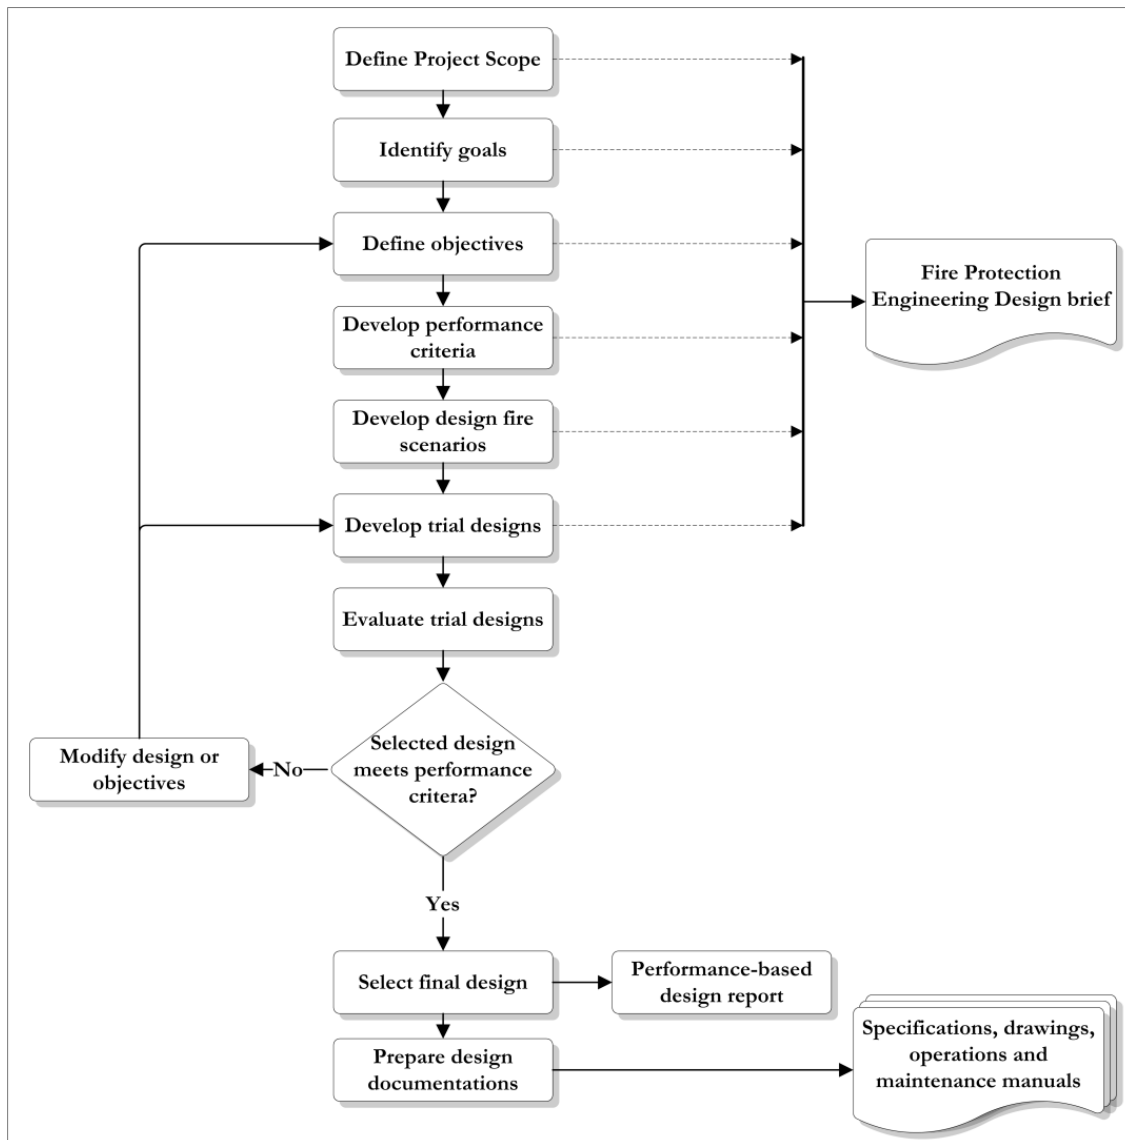 Define Project Scope
Identify goals
Define objectives
Fire Protection
Engineering Design brief
Develop performance
criteria
Develop design fire
scenarios
Develop trial designs
Evaluate trial designs
Modify design or
objectives
No
Selected design
meets performance
critera?
Yes
Select final design
Performance-based
design report
Prepare design
documentations
Specifications, drawings,
operations and
maintenance manuals